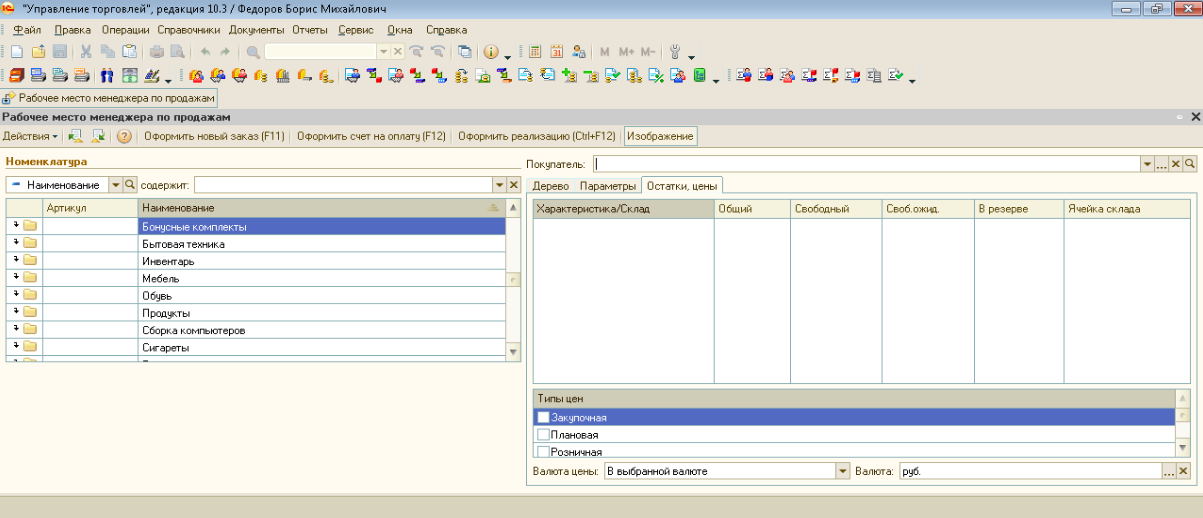 "Управление торговлей", редакция 10.3 / Федоров Борис Михайлович
Файл Правка Операции Справочники Документы Отчеты Сервис Окна Справка
M M+ M-
Рабочее место менеджера по продажам
Рабочее место менеджера по продажам
Действия Оформить новый заказ (F11) Оформить счет на оплату (F12) Оформить реализацию (Ctrl+F12) Изображение
Номенклатура
Наименование содержит:
Артикул Наименование
Бонусные комплекты
Бытовая техника
Инвентарь
Мебель
Обувь
Продукты
Сборка компьютеров
Сигареты
Покупатель:
Дерево Параметры Остатки, цены
Характеристика/Склад Общий Свободный Своб.ожид. В резерве Ячейка склада
Типы цен
Закупочная
Плановая
Розничная
Валюта цены: В выбранной валюте Валюта: руб.